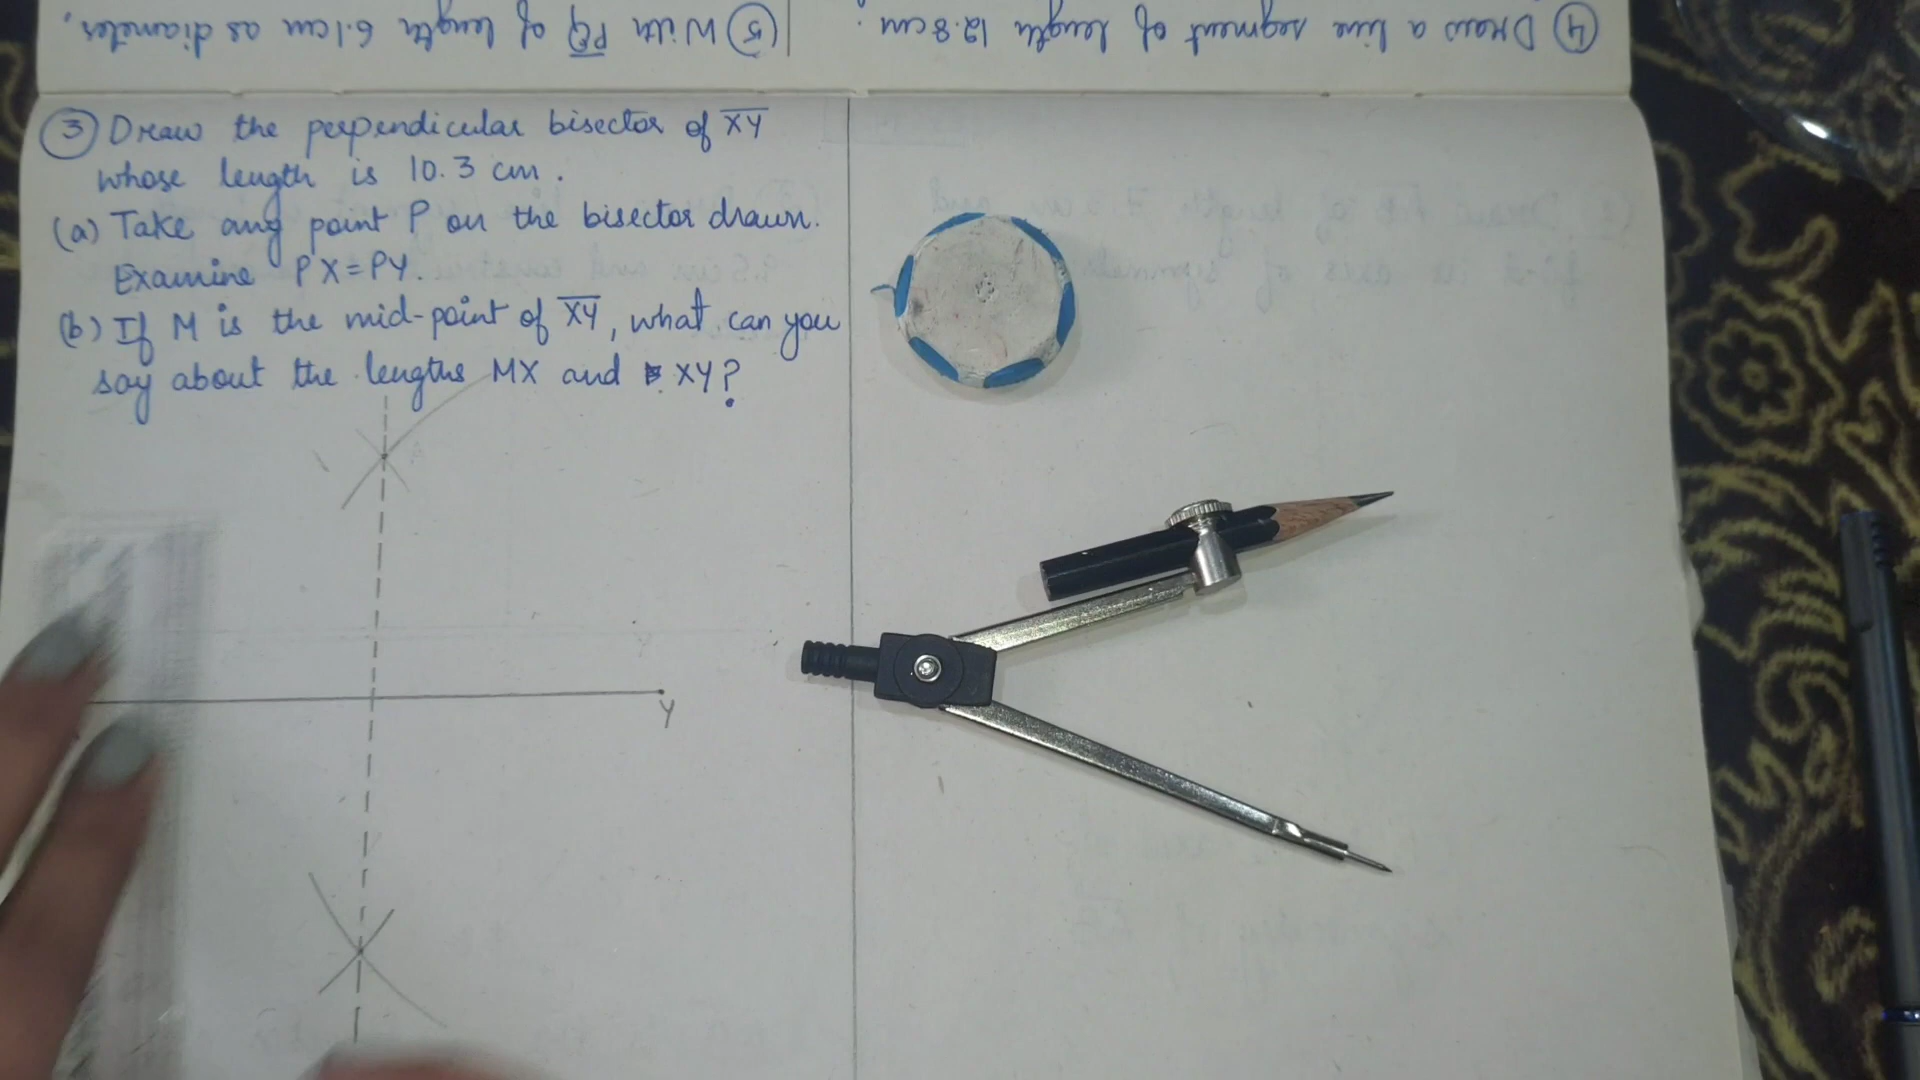 ④ Draw a line segment of length 12.8 cm.
⑤ With PQ of length 6.1 cm as diameter,
③ Draw the perpendicular bisector of XY
whose length is 10.3 cm.
(a) Take any point P on the bisector drawn.
Examine PX=PY.
(b) If M is the mid-point of XY, what can you
say about the lengths MX and XY?
Y